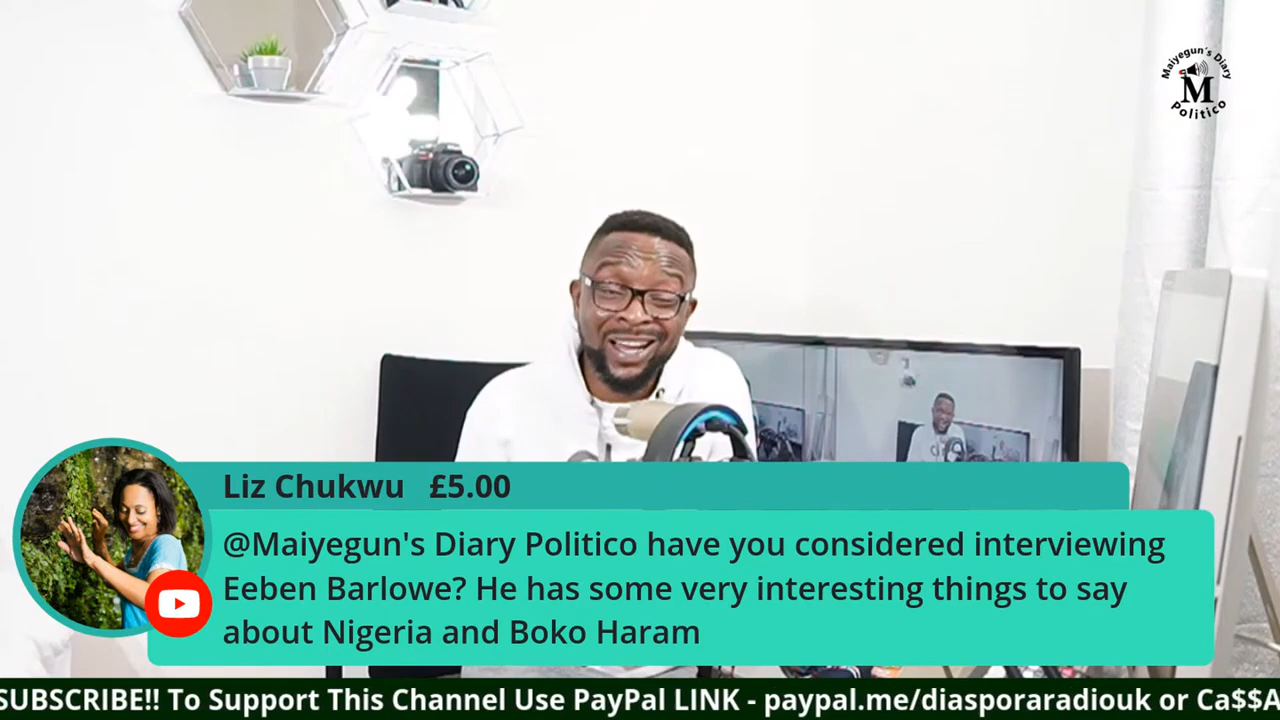 Maiyegun's Diary
M
Politico
Liz Chukwu £5.00
@Maiyegun's Diary Politico have you considered interviewing
Eeben Barlowe? He has some very interesting things to say
about Nigeria and Boko Haram
SUBSCRIBE!! To Support This Channel Use PayPal LINK - paypal.me/diasporaradiouk or Ca$$A